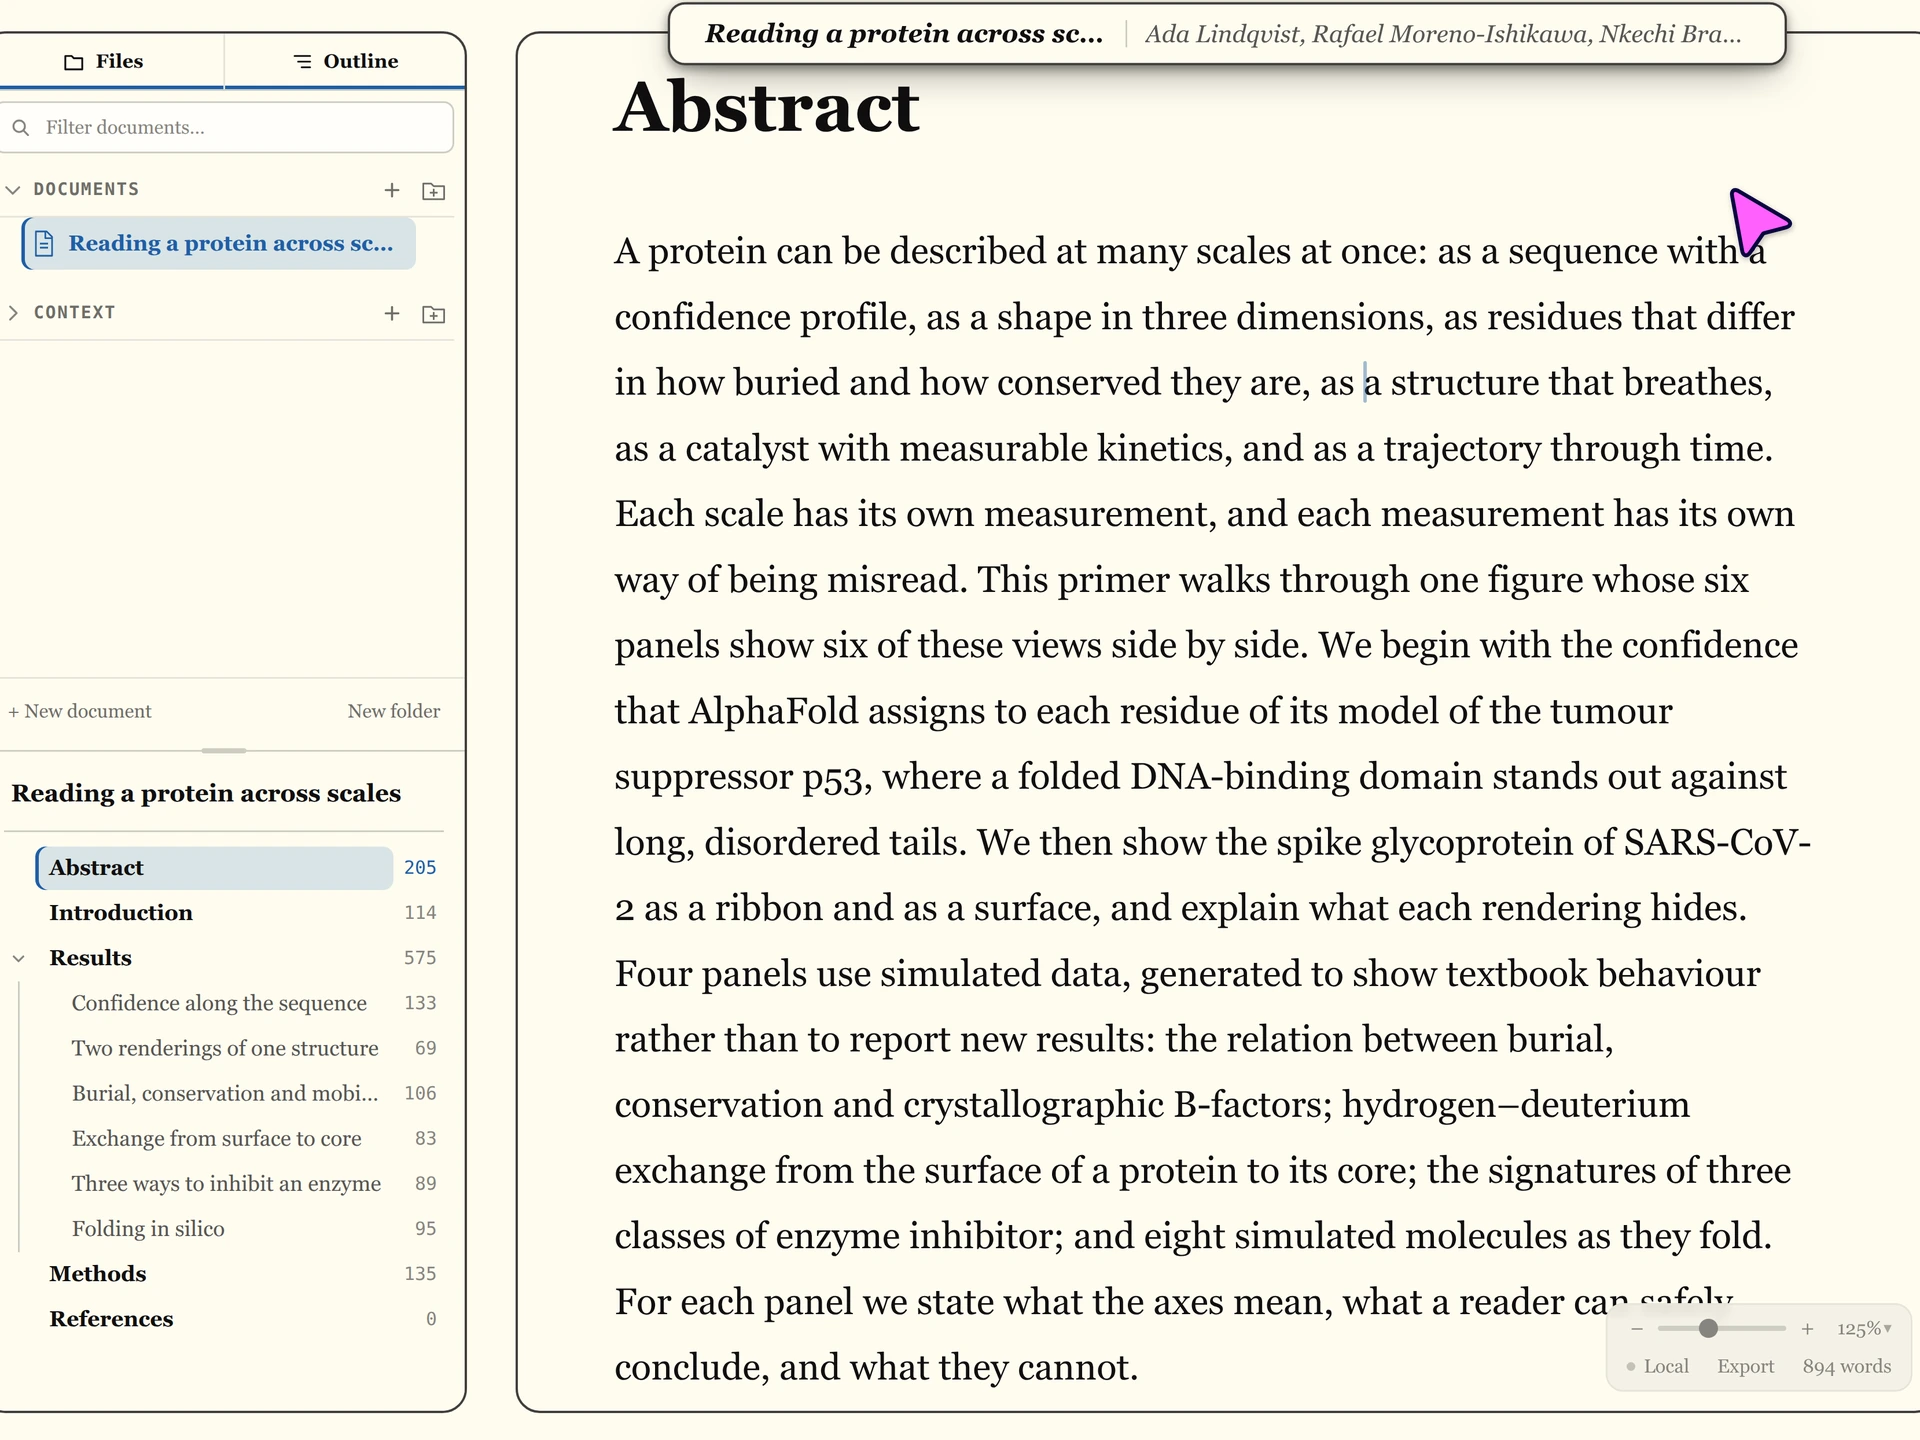 Reading a protein across sc... Ada Lindqvist, Rafael Moreno-Ishikawa, Nkechi Bra...
Files
Outline
Filter documents...
DOCUMENTS
Reading a protein across sc...
CONTEXT
+ New document
New folder
Reading a protein across scales
Abstract 205
Introduction 114
Results 575
Confidence along the sequence 133
Two renderings of one structure 69
Burial, conservation and mobi... 106
Exchange from surface to core 83
Three ways to inhibit an enzyme 89
Folding in silico 95
Methods 135
References 0
Abstract
A protein can be described at many scales at once: as a sequence with a
confidence profile, as a shape in three dimensions, as residues that differ
in how buried and how conserved they are, as a structure that breathes,
as a catalyst with measurable kinetics, and as a trajectory through time.
Each scale has its own measurement, and each measurement has its own
way of being misread. This primer walks through one figure whose six
panels show six of these views side by side. We begin with the confidence
that AlphaFold assigns to each residue of its model of the tumour
suppressor p53, where a folded DNA-binding domain stands out against
long, disordered tails. We then show the spike glycoprotein of SARS-CoV-
2 as a ribbon and as a surface, and explain what each rendering hides.
Four panels use simulated data, generated to show textbook behaviour
rather than to report new results: the relation between burial,
conservation and crystallographic B-factors; hydrogen–deuterium
exchange from the surface of a protein to its core; the signatures of three
classes of enzyme inhibitor; and eight simulated molecules as they fold.
For each panel we state what the axes mean, what a reader can safely
conclude, and what they cannot.
− + 125%
Local Export 894 words